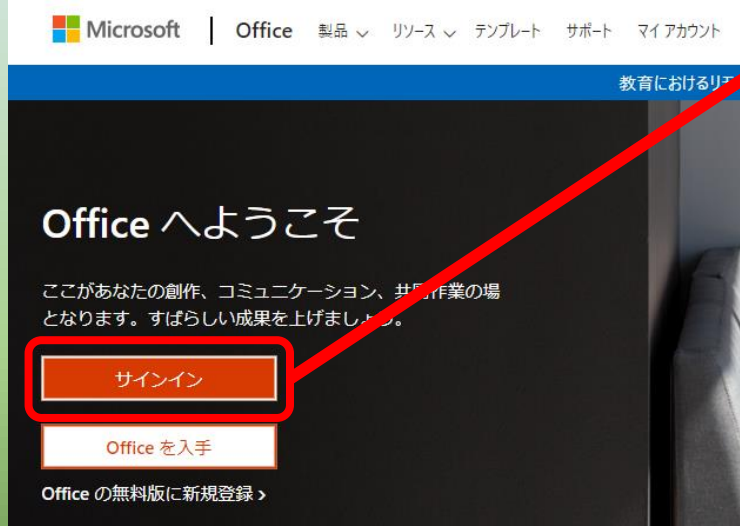 Microsoft Office 製品 リソース テンプレート サポート マイ アカウント
教育におけるリモ
Office へようこそ
ここがあなたの創作、コミュニケーション、共同作業の場
となります。すばらしい成果を上げましょう。
サインイン
Office を入手
Office の無料版に新規登録 >